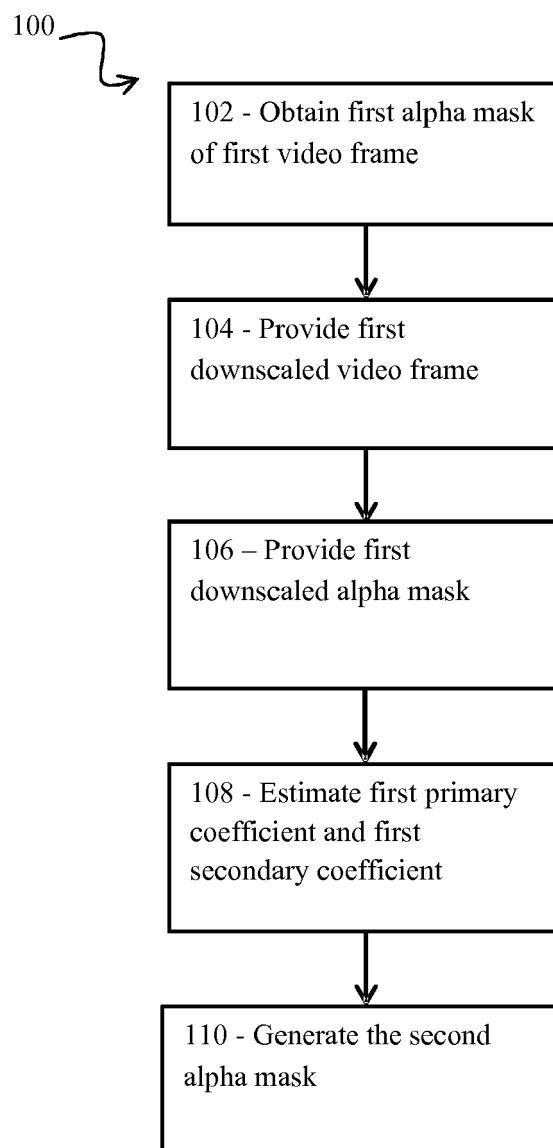 100
102 - Obtain first alpha mask
of first video frame
104 - Provide first
downscaled video frame
106 – Provide first
downscaled alpha mask
108 - Estimate first primary
coefficient and first
secondary coefficient
110 - Generate the second
alpha mask